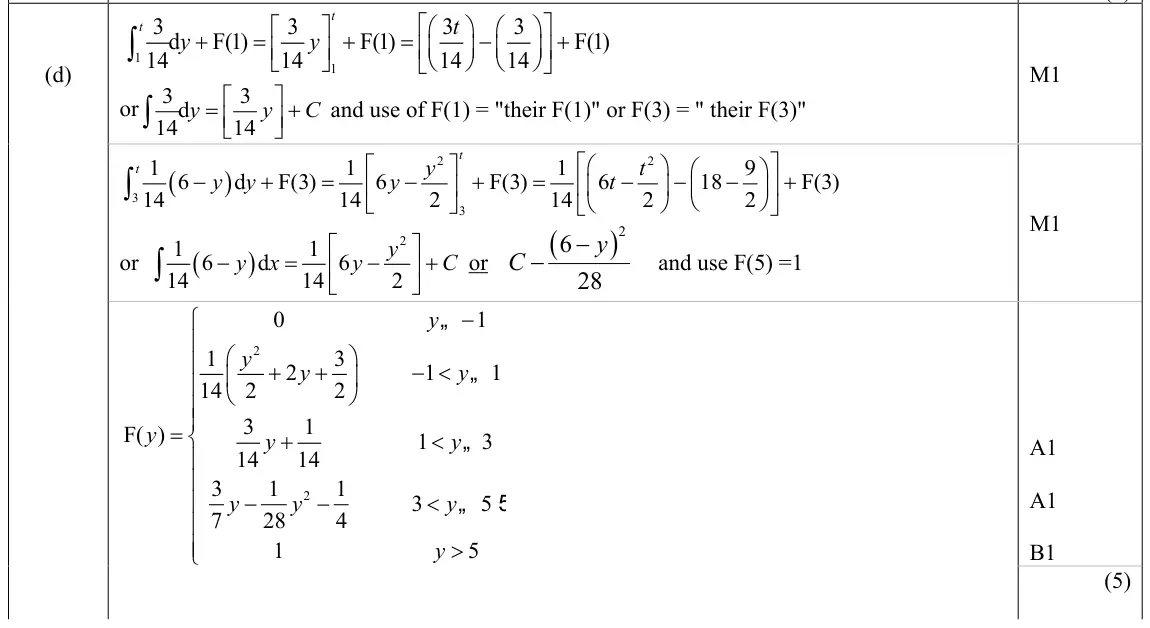 (d)
∫₁ᵗ 3/14 dy + F(1) = [3/14 y]₁ᵗ + F(1) = [(3t/14) − (3/14)] + F(1)
M1
or ∫ 3/14 dy = [3/14 y] + C and use of F(1) = "their F(1)" or F(3) = " their F(3)"
∫₃ᵗ 1/14 (6 − y) dy + F(3) = 1/14 [6y − y²/2]₃ᵗ + F(3) = 1/14 [(6t − t²/2) − (18 − 9/2)] + F(3)
M1
or ∫ 1/14 (6 − y) dx = 1/14 [6y − y²/2] + C or C − (6 − y)²/28 and use F(5) =1
0 y„ −1
1/14 (y²/2 + 2y + 3/2) −1 < y„ 1
F(y) = {
3/14 y + 1/14 1 < y„ 3
A1
3/7 y − 1/28 y² − 1/4 3 < y„ 5 5
A1
1 y > 5
B1
(5)